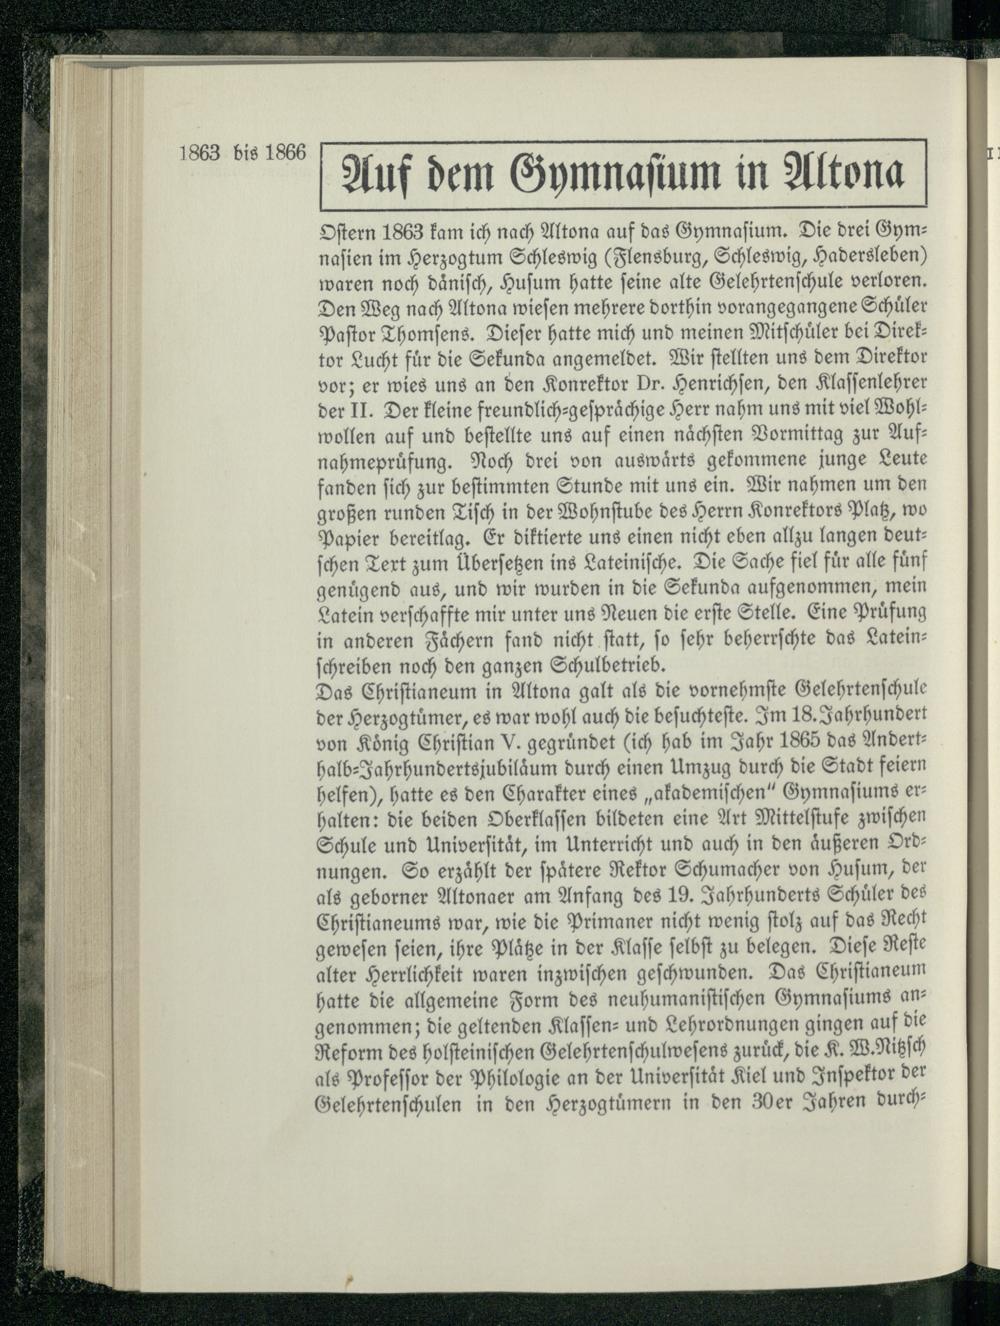 1863 bis 1866
Auf dem Gymnasium in Altona
Ostern 1863 kam ich nach Altona auf das Gymnasium. Die drei Gym-
nasien im Herzogtum Schleswig (Flensburg, Schleswig, Hadersleben)
waren noch dänisch, Husum hatte seine alte Gelehrtenschule verloren.
Den Weg nach Altona wiesen mehrere dorthin vorangegangene Schüler
Pastor Thomsens. Dieser hatte mich und meinen Mitschüler bei Direk-
tor Lucht für die Sekunda angemeldet. Wir stellten uns dem Direktor
vor; er wies uns an den Konrektor Dr. Henrichsen, den Klassenlehrer
der II. Der kleine freundlich-gesprächige Herr nahm uns mit viel Wohl-
wollen auf und bestellte uns auf einen nächsten Vormittag zur Auf-
nahmeprüfung. Noch drei von auswärts gekommene junge Leute
fanden sich zur bestimmten Stunde mit uns ein. Wir nahmen um den
großen runden Tisch in der Wohnstube des Herrn Konrektors Platz, wo
Papier bereitlag. Er diktierte uns einen nicht eben allzu langen deut-
schen Text zum Übersetzen ins Lateinische. Die Sache fiel für alle fünf
genügend aus, und wir wurden in die Sekunda aufgenommen, mein
Latein verschaffte mir unter uns Neuen die erste Stelle. Eine Prüfung
in anderen Fächern fand nicht statt, so sehr beherrschte das Latein-
schreiben noch den ganzen Schulbetrieb.
Das Christianeum in Altona galt als die vornehmste Gelehrtenschule
der Herzogtümer, es war wohl auch die besuchteste. Im 18. Jahrhundert
von König Christian V. gegründet (ich hab im Jahr 1865 das Andert-
halb-Jahrhundertsjubiläum durch einen Umzug durch die Stadt feiern
helfen), hatte es den Charakter eines „akademischen“ Gymnasiums er-
halten: die beiden Oberklassen bildeten eine Art Mittelstufe zwischen
Schule und Universität, im Unterricht und auch in den äußeren Ord-
nungen. So erzählt der spätere Rektor Schumacher von Husum, der
als geborner Altonaer am Anfang des 19. Jahrhunderts Schüler des
Christianeums war, wie die Primaner nicht wenig stolz auf das Recht
gewesen seien, ihre Plätze in der Klasse selbst zu belegen. Diese Reste
alter Herrlichkeit waren inzwischen geschwunden. Das Christianeum
hatte die allgemeine Form des neuhumanistischen Gymnasiums an-
genommen; die geltenden Klassen- und Lehrordnungen gingen auf die
Reform des holsteinischen Gelehrtenschulwesens zurück, die K. W. Nitzsch
als Professor der Philologie an der Universität Kiel und Inspektor der
Gelehrtenschulen in den Herzogtümern in den 30er Jahren durch-